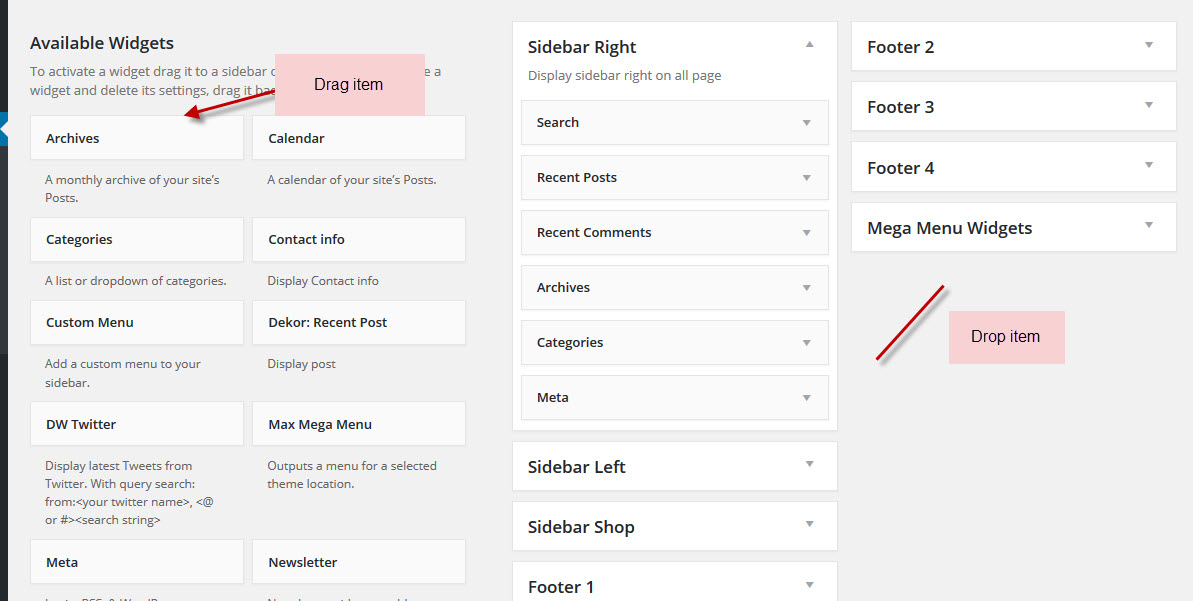 Available Widgets
To activate a widget drag it to a sidebar e a
widget and delete its settings, drag it
Drag item
Archives
A monthly archive of your site's
Posts.
Calendar
A calendar of your site's Posts.
Categories
A list or dropdown of categories.
Contact info
Display Contact info
Custom Menu
Add a custom menu to your
sidebar.
Dekor: Recent Post
Display post
DW Twitter
Display latest Tweets from
Twitter. With query search:
from:<your twitter name>, <@
or #><search string>
Max Mega Menu
Outputs a menu for a selected
theme location.
Meta
Newsletter
Sidebar Right
Display sidebar right on all page
Search
Recent Posts
Recent Comments
Archives
Categories
Meta
Sidebar Left
Sidebar Shop
Footer 1
Footer 2
Footer 3
Footer 4
Mega Menu Widgets
Drop item